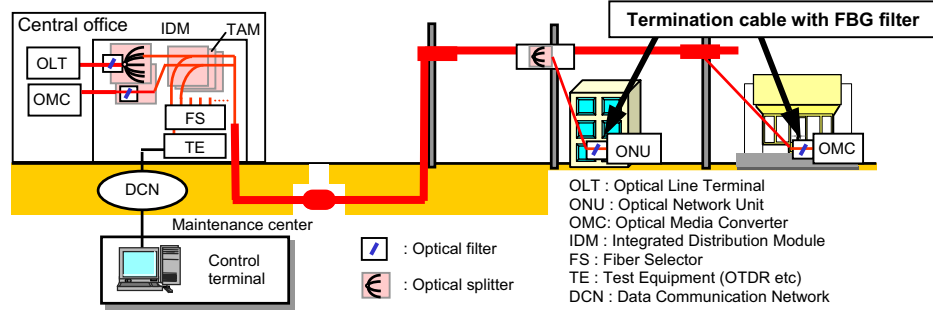 Central office
IDM
TAM
OLT
OMC
FS
TE
DCN
Maintenance center
Control
terminal
: Optical filter
: Optical splitter
Termination cable with FBG filter
ONU
OMC
OLT : Optical Line Terminal
ONU : Optical Network Unit
OMC: Optical Media Converter
IDM : Integrated Distribution Module
FS : Fiber Selector
TE : Test Equipment (OTDR etc)
DCN : Data Communication Network